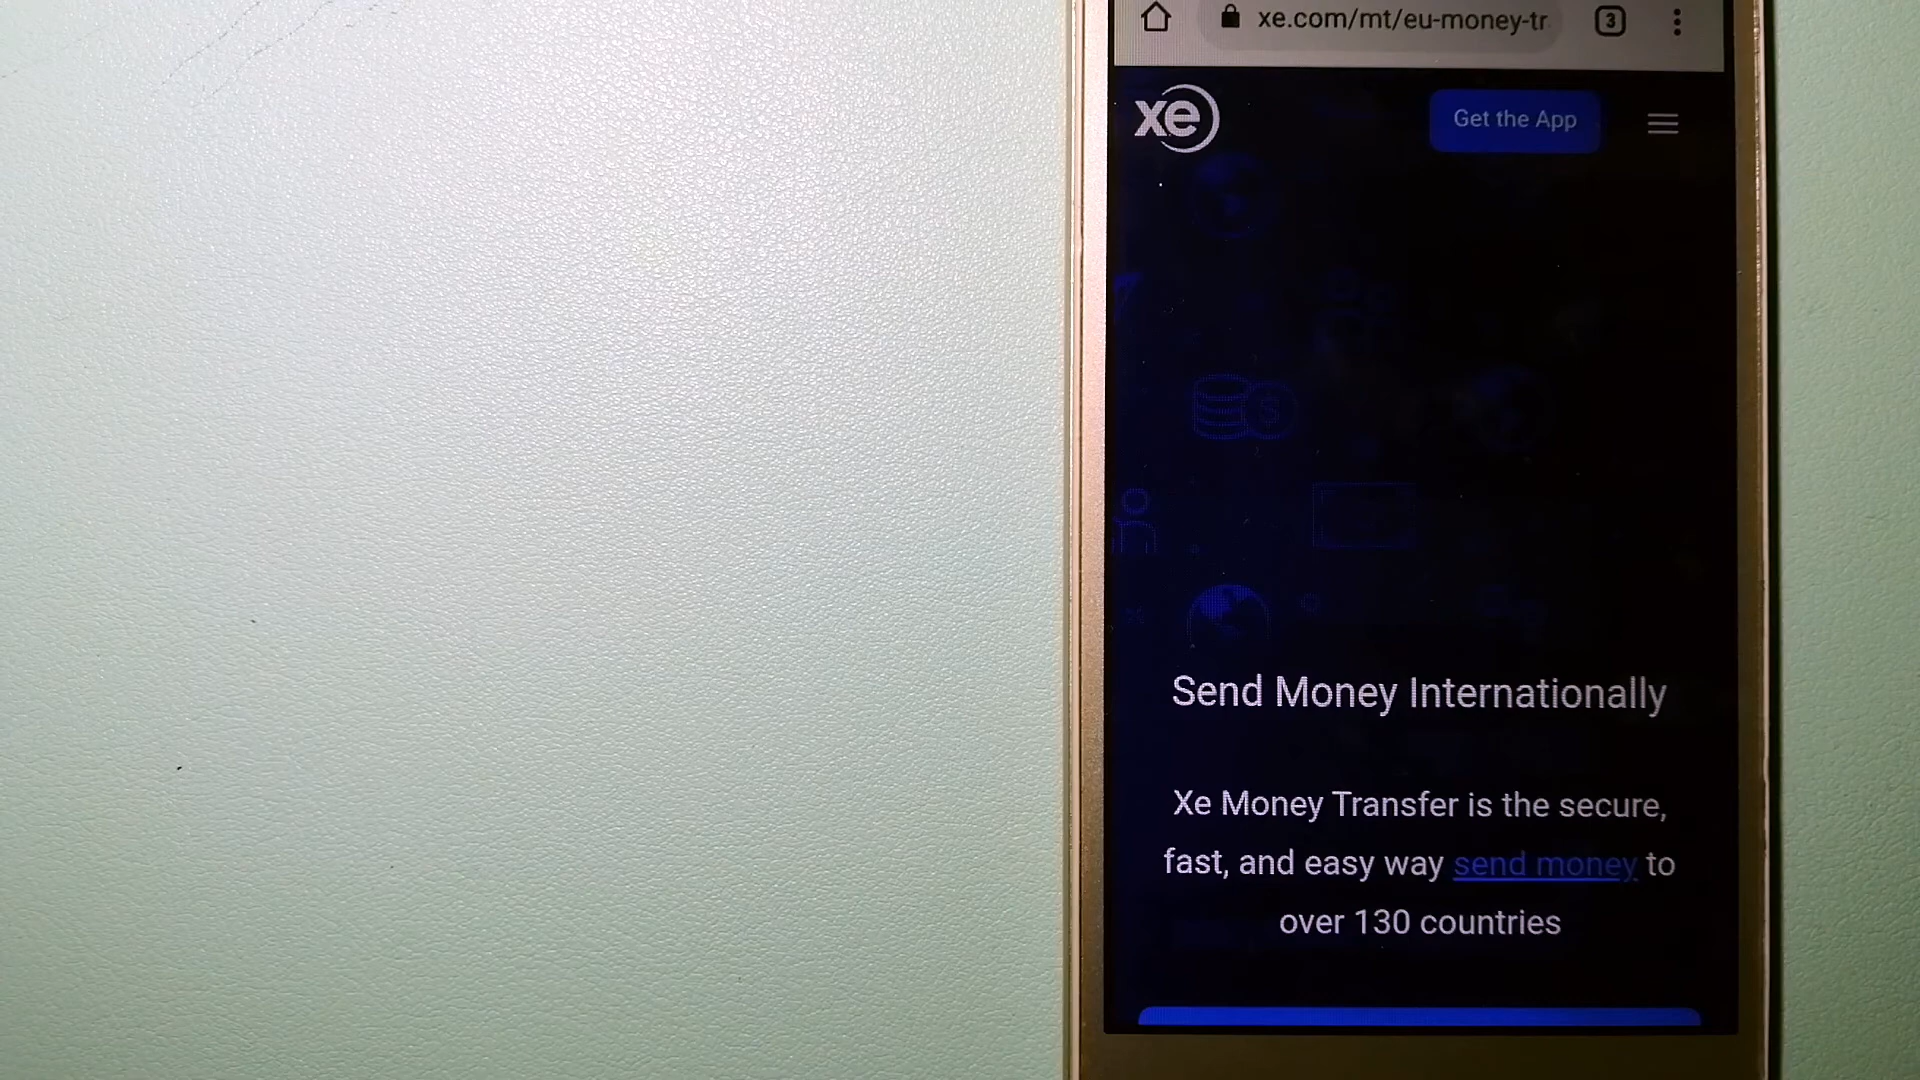 xe.com/mt/eu-money-tr
3
xe
Get the App
Send Money Internationally
Xe Money Transfer is the secure,
fast, and easy way send money to
over 130 countries